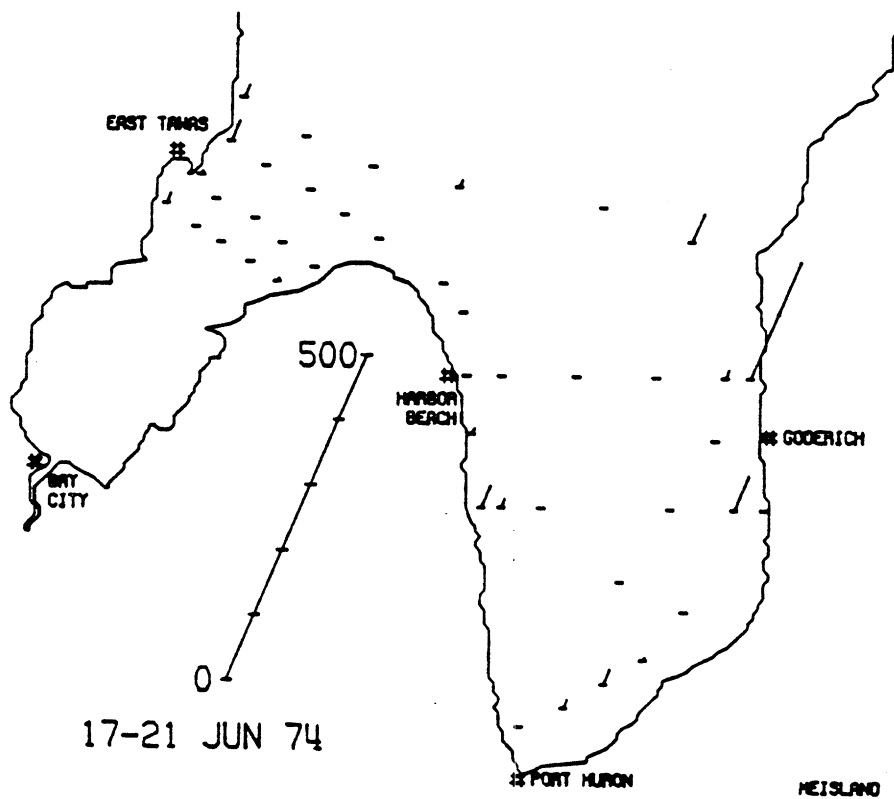 EAST TAWAS
500
HARBOR
BEACH
GODERICH
BAY
CITY
0
17-21 JUN 74
PORT HURON
HEISLAND